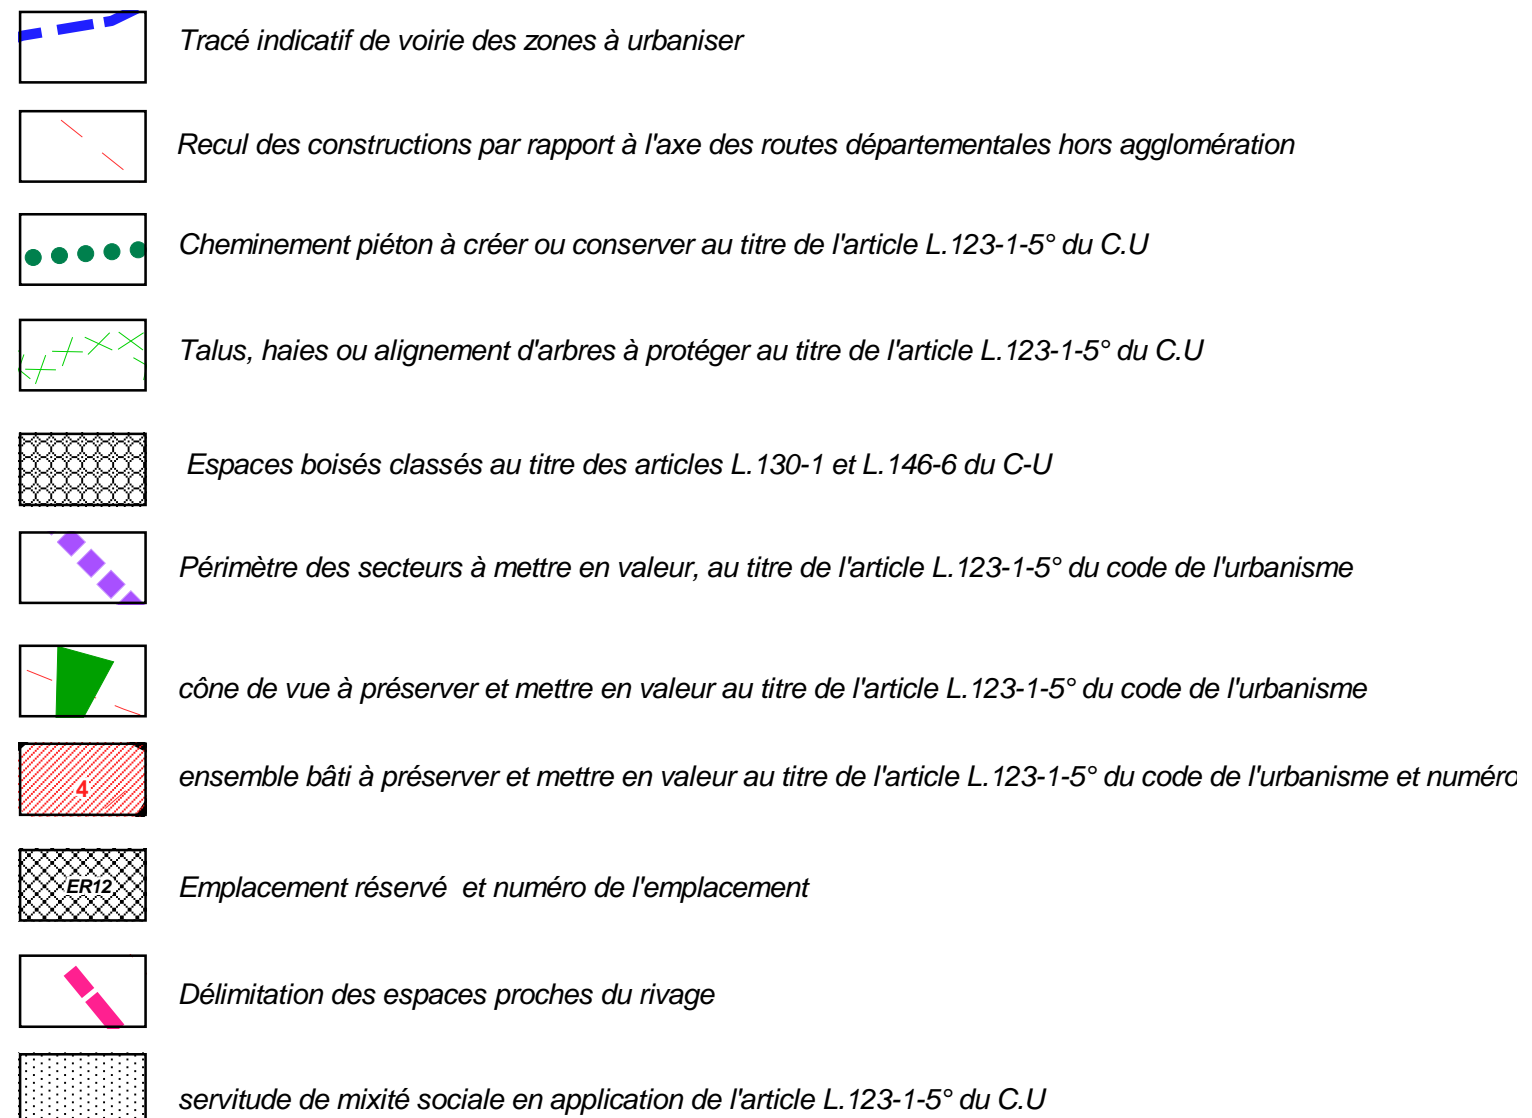 Tracé indicatif de voirie des zones à urbaniser
Recul des constructions par rapport à l'axe des routes départementales hors agglomération
Cheminement piéton à créer ou conserver au titre de l'article L.123-1-5° du C.U
Talus, haies ou alignement d'arbres à protéger au titre de l'article L.123-1-5° du C.U
Espaces boisés classés au titre des articles L.130-1 et L.146-6 du C-U
Périmètre des secteurs à mettre en valeur, au titre de l'article L.123-1-5° du code de l'urbanisme
cône de vue à préserver et mettre en valeur au titre de l'article L.123-1-5° du code de l'urbanisme
4 ensemble bâti à préserver et mettre en valeur au titre de l'article L.123-1-5° du code de l'urbanisme et numéro
ER12 Emplacement réservé et numéro de l'emplacement
Délimitation des espaces proches du rivage
servitude de mixité sociale en application de l'article L.123-1-5° du C.U